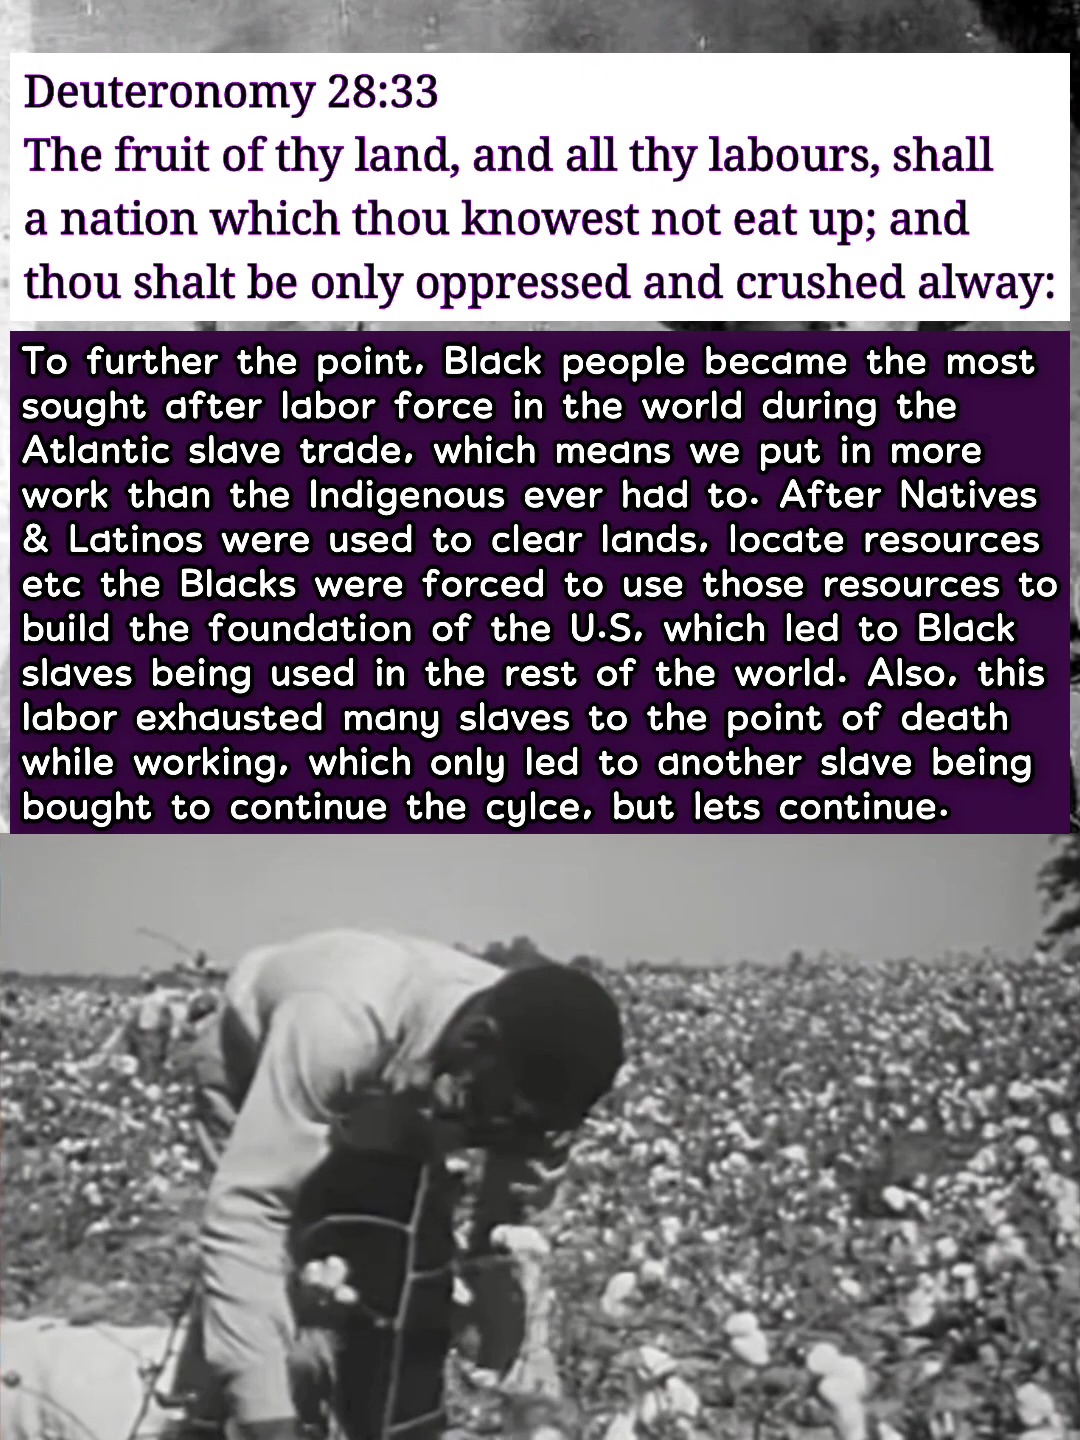 Deuteronomy 28:33
The fruit of thy land, and all thy labours, shall
a nation which thou knowest not eat up; and
thou shalt be only oppressed and crushed alway:
To further the point, Black people became the most
sought after labor force in the world during the
Atlantic slave trade, which means we put in more
work than the Indigenous ever had to. After Natives
& Latinos were used to clear lands, locate resources
etc the Blacks were forced to use those resources to
build the foundation of the U.S, which led to Black
slaves being used in the rest of the world. Also, this
labor exhausted many slaves to the point of death
while working, which only led to another slave being
bought to continue the cylce, but lets continue.